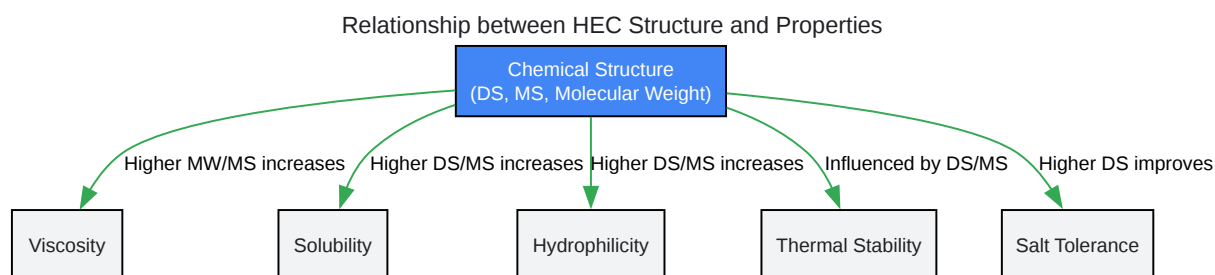 Relationship between HEC Structure and Properties
Chemical Structure
(DS, MS, Molecular Weight)
Higher MW/MS increases
Higher DS/MS increases
Higher DS/MS increases
Influenced by DS/MS
Higher DS improves
Viscosity
Solubility
Hydrophilicity
Thermal Stability
Salt Tolerance